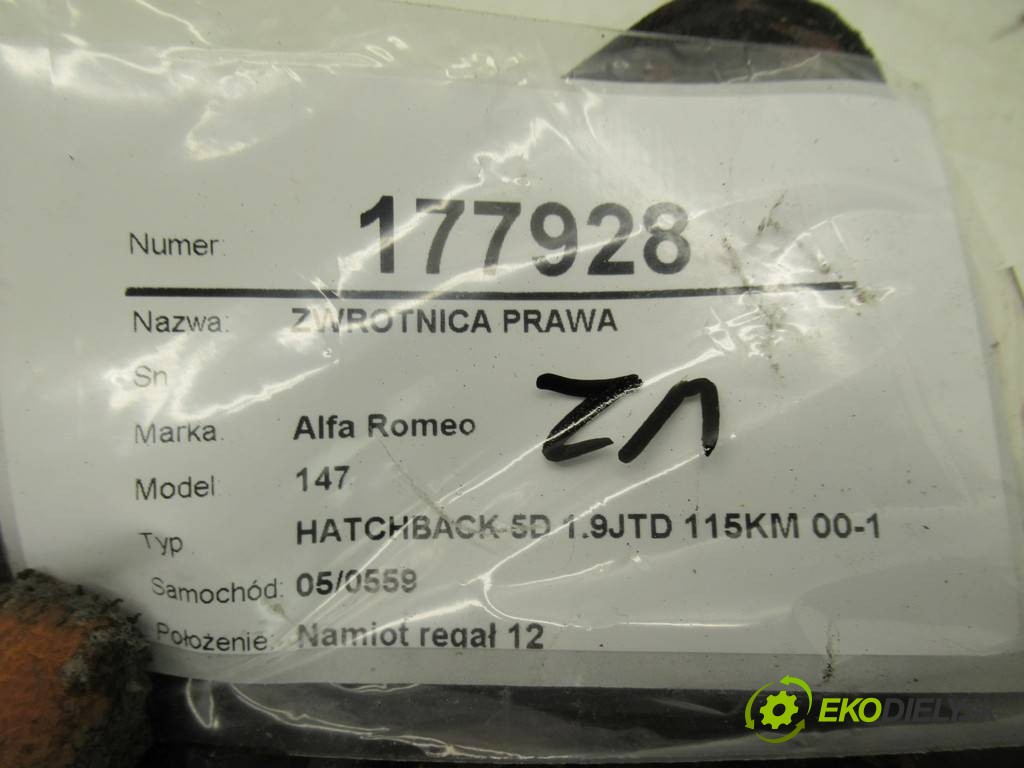 Numer: 177928
Nazwa: ZWROTNICA PRAWA
Sn
Marka: Alfa Romeo
Model 147
Typ HATCHBACK-5D 1.9JTD 115KM 00-1
Samochód: 05/0559
Położenie: Namiot regał 12
EKODIELY